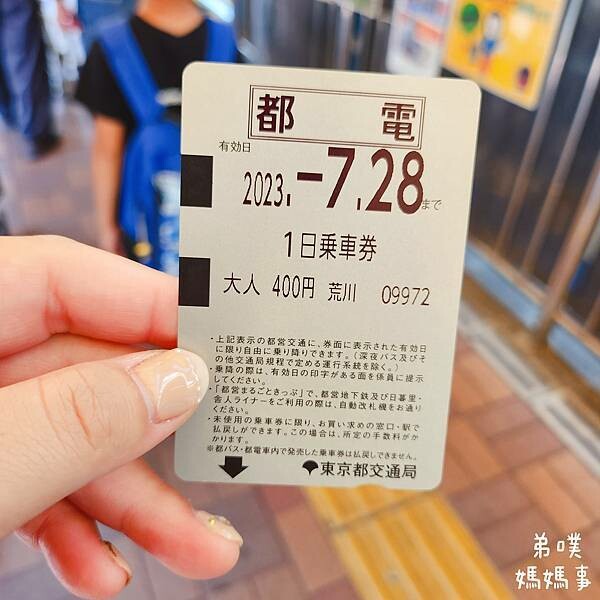 都 電
有効日
2023.-7.28まで
1日乗車券
大人 400円 荒川 09972
・上記表示の都営交通に、券面に表示された有効日
に限り自由に乗り降りできます。(深夜バス及びそ
の他交通局規程で定める運行系統を除く。)
・乗降の際は、有効日の印字がある面を係員に提示
してください。
・「都営まるごときっぷ」で、都営地下鉄及び日暮里・
舎人ライナーをご利用の際は、自動改札機をお通り
ください。
・未使用の乗車券に限り、お買い求めの窓口・駅で
払戻しができます。この場合は、所定の手数料がか
かります。
※都バス・都電車内で発売した乗車券は払戻しできません。
東京都交通局
弟噗
媽媽事